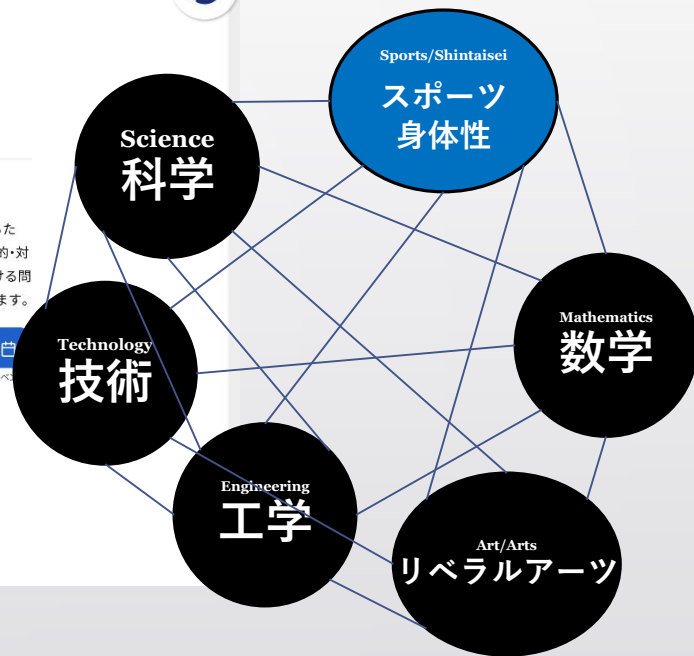 Sports/Shintaisei
スポーツ
身体性
Science
科学
た
的・対
ける問
ます。
Mathematics
数学
Technology
技術
Engineering
工学
Art/Arts
リベラルアーツ